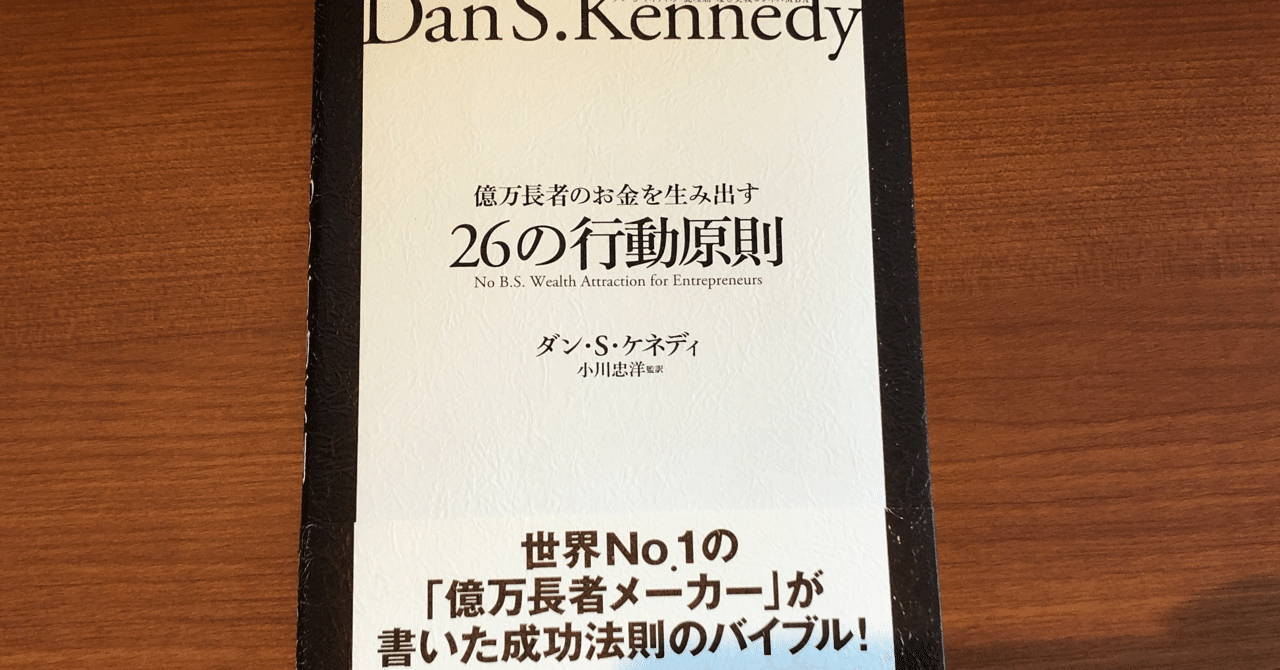 Dan S. Kennedy
億万長者のお金を生み出す
26の行動原則
No B.S. Wealth Attraction for Entrepreneurs
ダン・S・ケネディ
小川忠洋監訳
世界No.1の
「億万長者メーカー」が
書いた成功法則のバイブル!